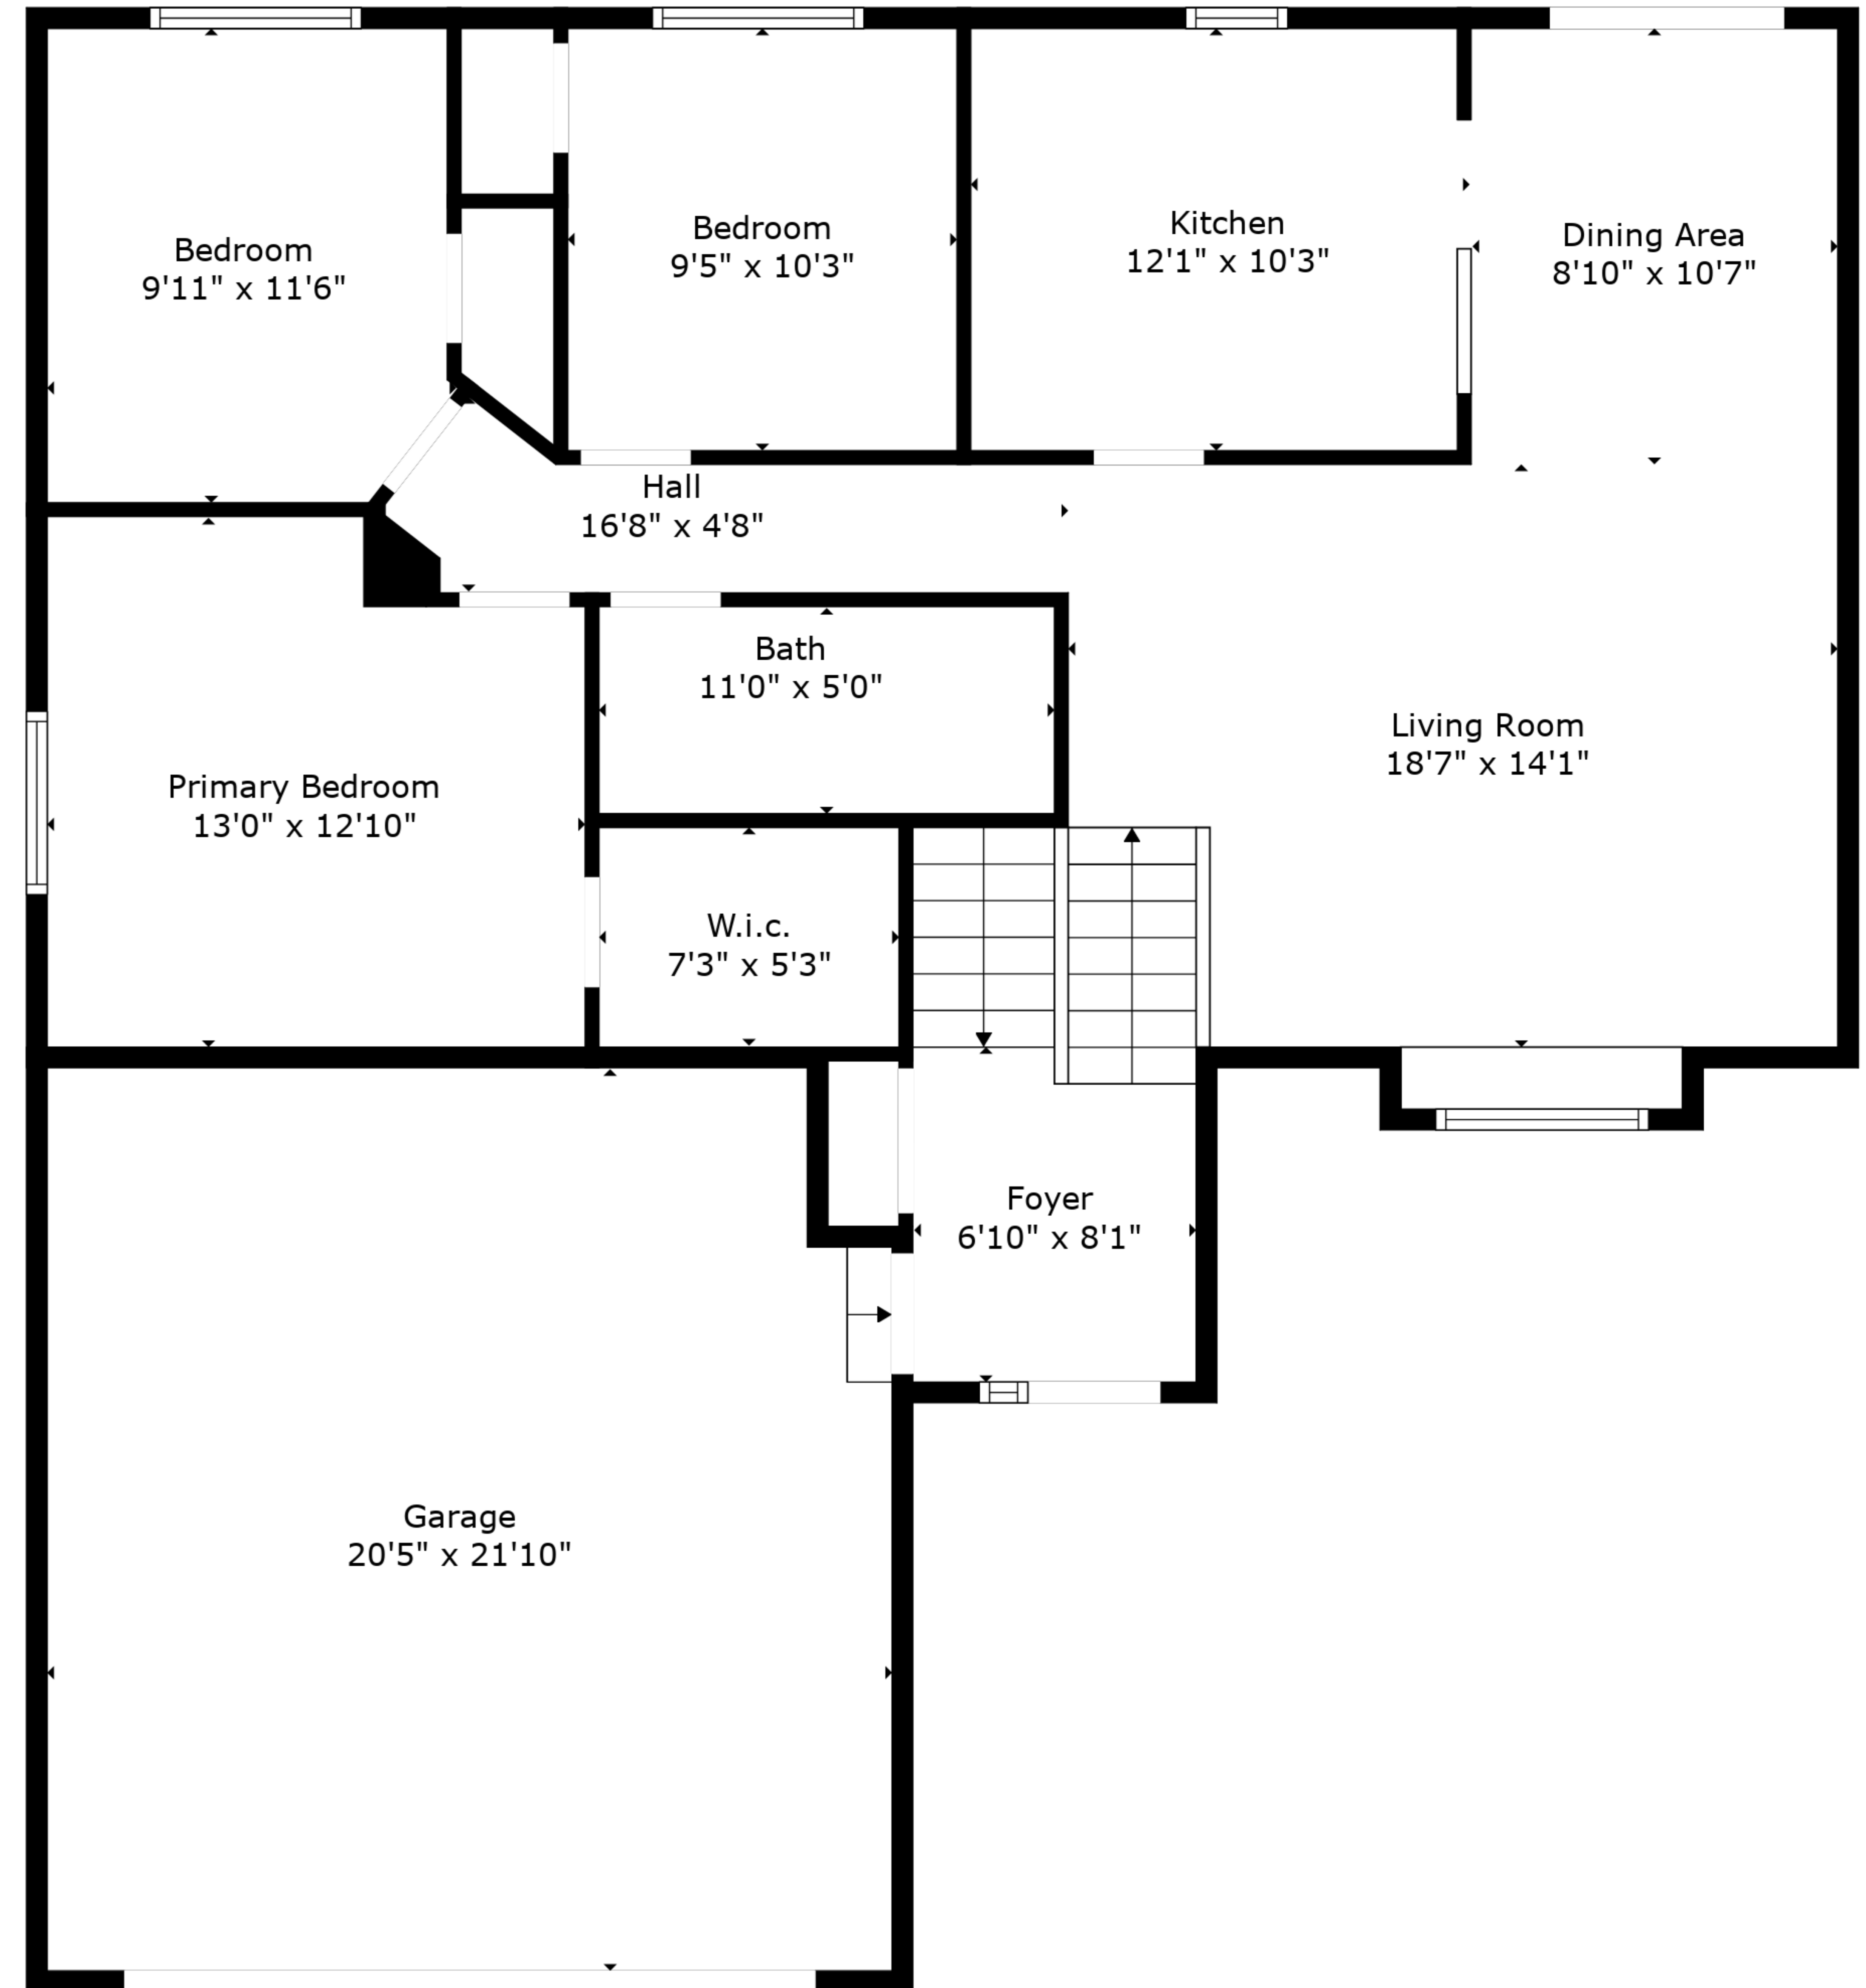 Bedroom
9'11" x 11'6"
Bedroom
9'5" x 10'3"
Kitchen
12'1" x 10'3"
Dining Area
8'10" x 10'7"
Hall
16'8" x 4'8"
Bath
11'0" x 5'0"
Living Room
18'7" x 14'1"
Primary Bedroom
13'0" x 12'10"
W.i.c.
7'3" x 5'3"
Foyer
6'10" x 8'1"
Garage
20'5" x 21'10"